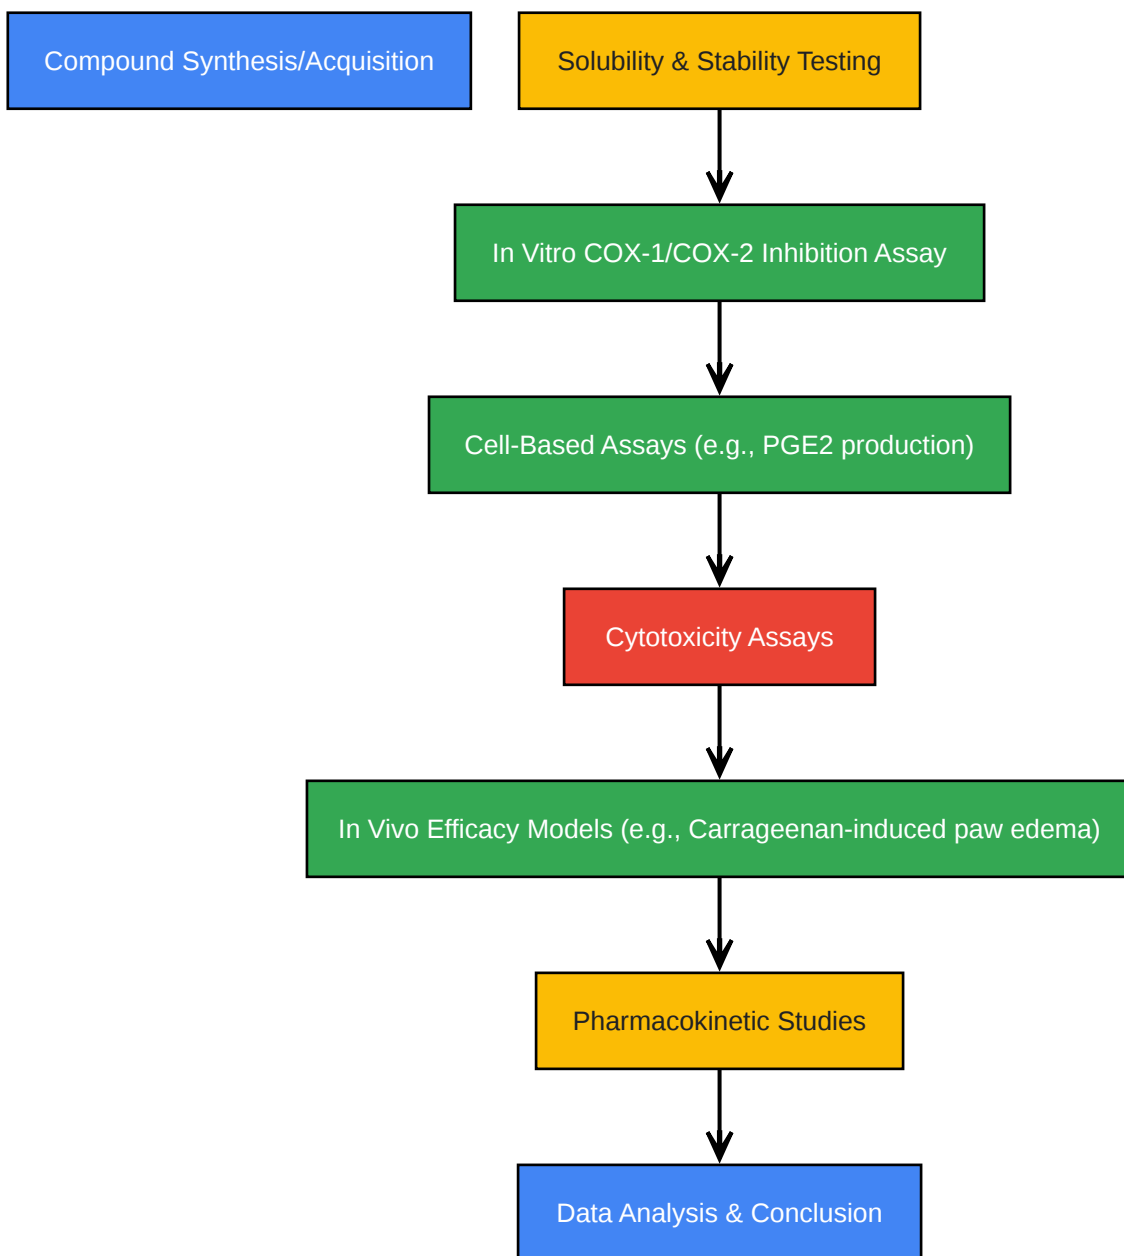 Compound Synthesis/Acquisition
Solubility & Stability Testing
In Vitro COX-1/COX-2 Inhibition Assay
Cell-Based Assays (e.g., PGE2 production)
Cytotoxicity Assays
In Vivo Efficacy Models (e.g., Carrageenan-induced paw edema)
Pharmacokinetic Studies
Data Analysis & Conclusion